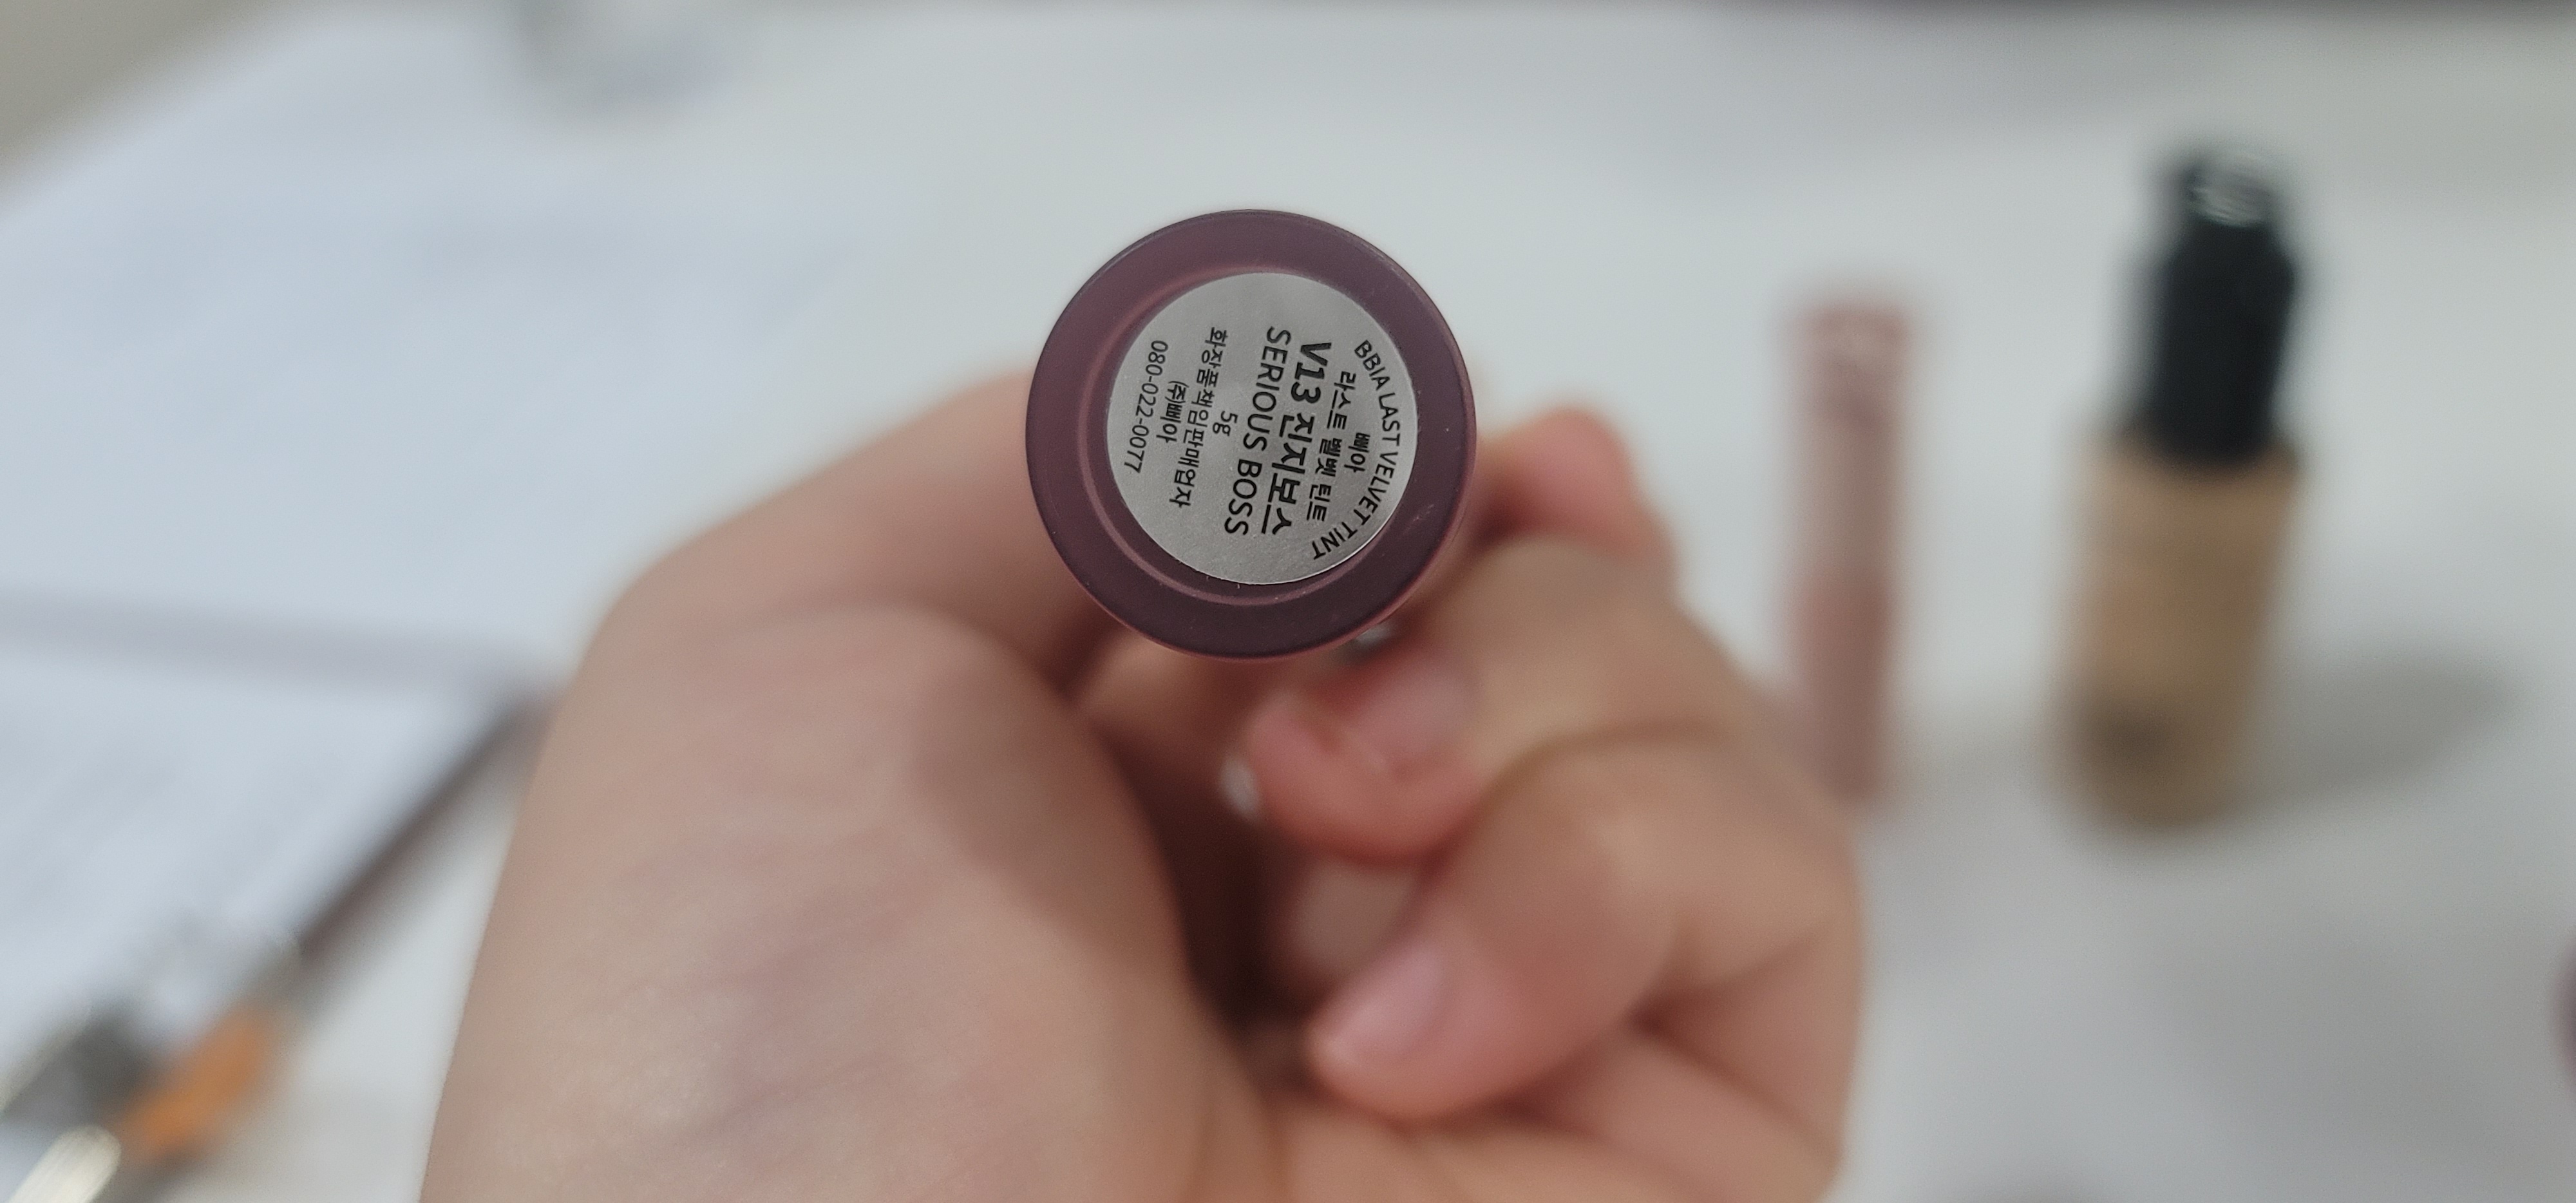 BBIA LAST VELVET TINT
삐아
라스트 벨벳 틴트
V13 진지보스
SERIOUS BOSS
5g
화장품책임판매업자
(주)삐아
080-022-0077